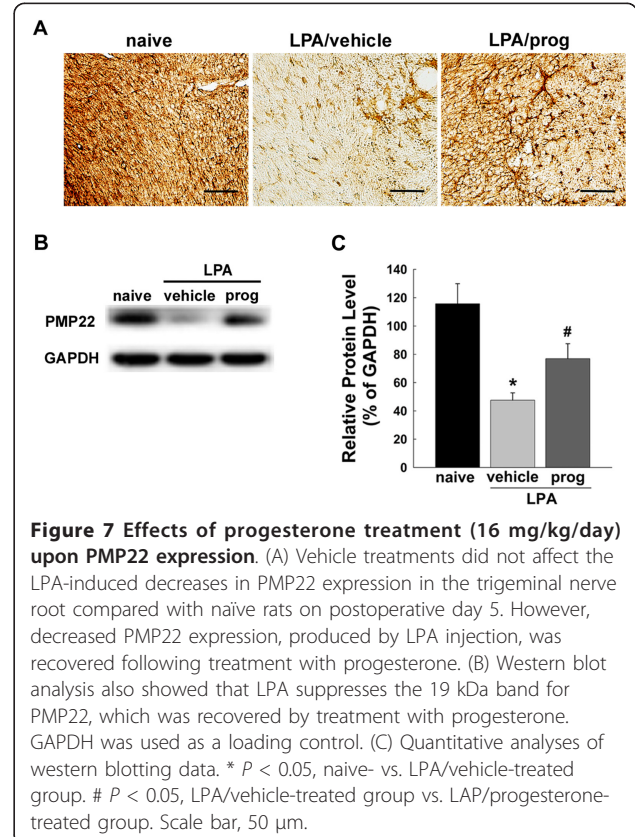 A
naive
LPA/vehicle
LPA/prog
B
LPA
naive vehicle prog
PMP22
GAPDH
C
Relative Protein Level
(% of GAPDH)
140
120
100
80
60
40
20
0
*
#
naive vehicle prog
LPA
Figure 7 Effects of progesterone treatment (16 mg/kg/day)
upon PMP22 expression. (A) Vehicle treatments did not affect the
LPA-induced decreases in PMP22 expression in the trigeminal nerve
root compared with naïve rats on postoperative day 5. However,
decreased PMP22 expression, produced by LPA injection, was
recovered following treatment with progesterone. (B) Western blot
analysis also showed that LPA suppresses the 19 kDa band for
PMP22, which was recovered by treatment with progesterone.
GAPDH was used as a loading control. (C) Quantitative analyses of
western blotting data. * P < 0.05, naive- vs. LPA/vehicle-treated
group. # P < 0.05, LPA/vehicle-treated group vs. LAP/progesterone-
treated group. Scale bar, 50 μm.